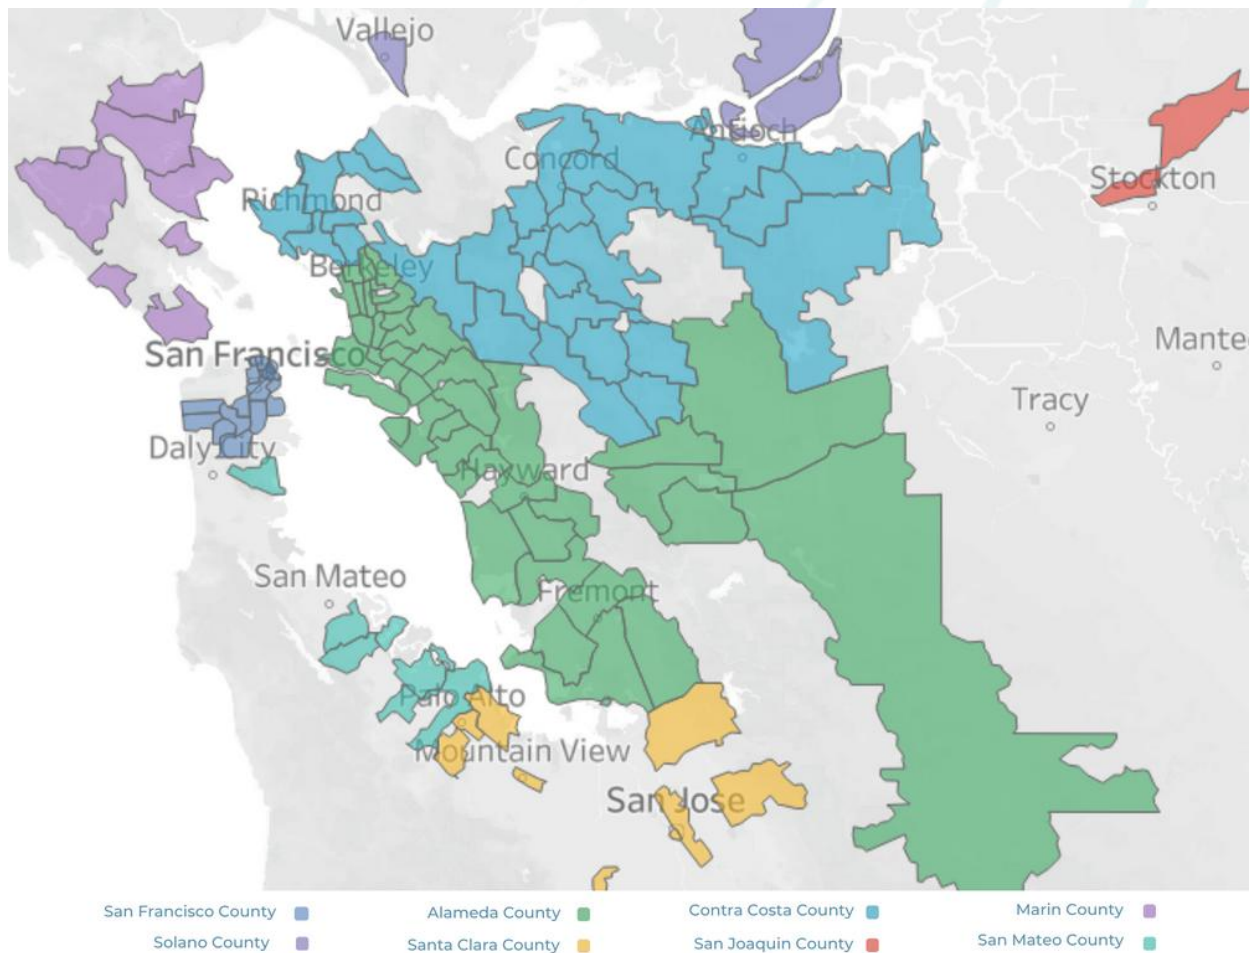 Vallejo
Antioch
Concord
Stockton
Richmond
Berkeley
San Francisco
Mante
Tracy
Daly City
Hayward
San Mateo
Fremont
Palo Alto
Mountain View
San Jose
San Francisco County
Alameda County
Contra Costa County
Marin County
Solano County
Santa Clara County
San Joaquin County
San Mateo County